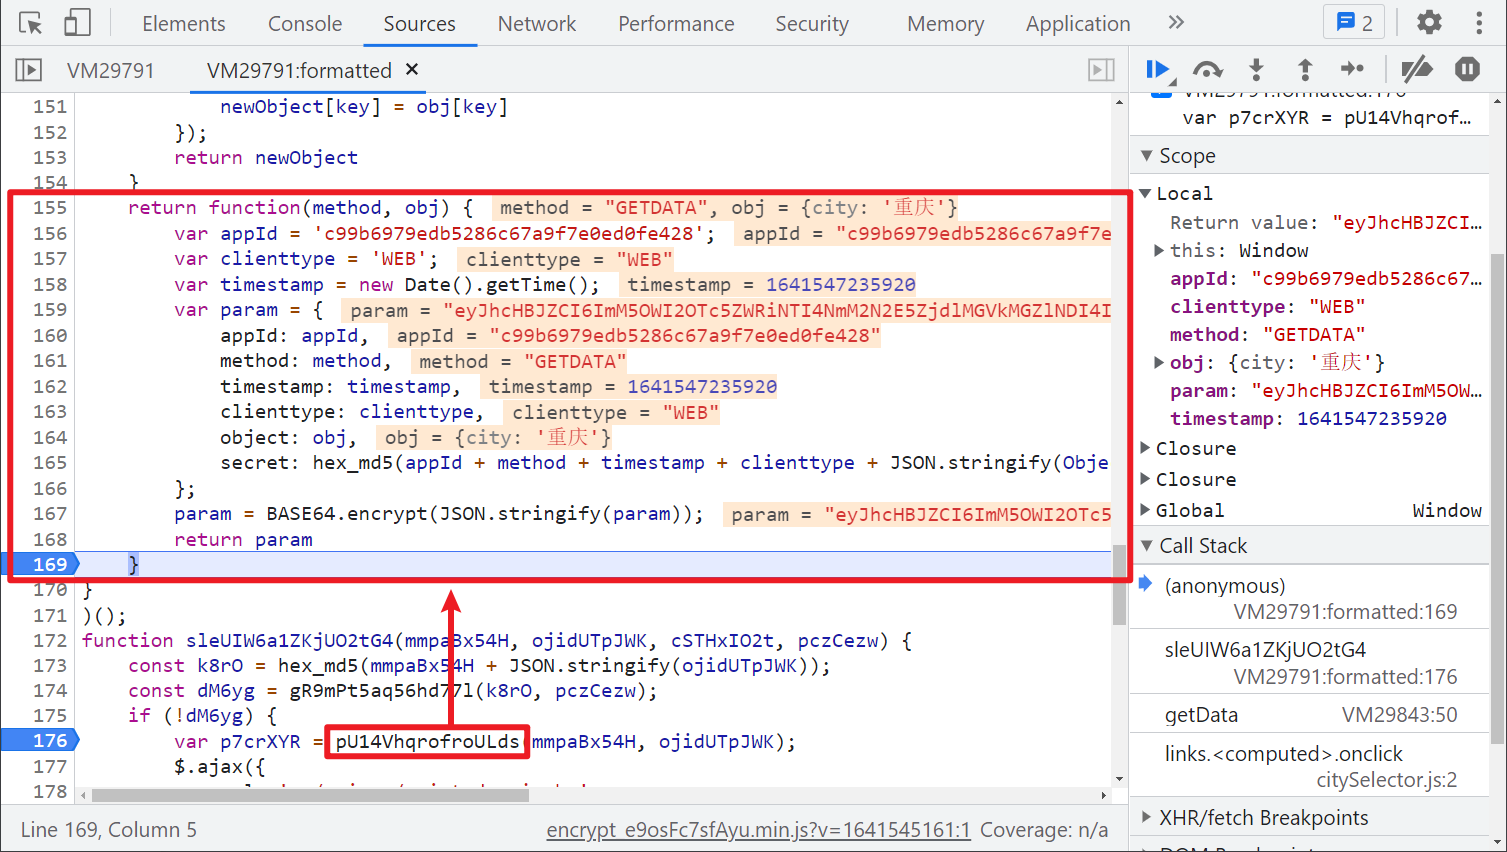 Elements Console Sources Network Performance Security Memory Application 2
VM29791 VM29791:formatted
151 newObject[key] = obj[key]
152 });
153 return newObject
154 }
155 return function(method, obj) { method = "GETDATA", obj = {city: '重庆'}
156 var appId = 'c99b6979edb5286c67a9f7e0ed0fe428'; appId = "c99b6979edb5286c67a9f7e
157 var clienttype = 'WEB'; clienttype = "WEB"
158 var timestamp = new Date().getTime(); timestamp = 1641547235920
159 var param = { param = "eyJhcHBJZCI6ImM5OWI2OTc5ZWRiNTI4NmM2N2E5ZjdlMGVkMGZlNDI4I
160 appId: appId, appId = "c99b6979edb5286c67a9f7e0ed0fe428"
161 method: method, method = "GETDATA"
162 timestamp: timestamp, timestamp = 1641547235920
163 clienttype: clienttype, clienttype = "WEB"
164 object: obj, obj = {city: '重庆'}
165 secret: hex_md5(appId + method + timestamp + clienttype + JSON.stringify(Obje
166 };
167 param = BASE64.encrypt(JSON.stringify(param)); param = "eyJhcHBJZCI6ImM5OWI2OTc5
168 return param
169 }
170 }
171 )();
172 function sleUIW6a1ZKjUO2tG4(mmpaBx54H, ojidUTpJWK, cSTHxIO2t, pczCezw) {
173 const k8rO = hex_md5(mmpaBx54H + JSON.stringify(ojidUTpJWK));
174 const dM6yg = gR9mPt5aq56hd77l(k8rO, pczCezw);
175 if (!dM6yg) {
176 var p7crXYR = pU14VhqrofroULds(mmpaBx54H, ojidUTpJWK);
177 $.ajax({
178
Line 169, Column 5 encrypt_e9osFc7sfAyu.min.js?v=1641545161:1 Coverage: n/a
VM29791:formatted:176
var p7crXYR = pU14Vhqrof…
Scope
Local
Return value: "eyJhcHBJZCI…
this: Window
appId: "c99b6979edb5286c67…
clienttype: "WEB"
method: "GETDATA"
obj: {city: '重庆'}
param: "eyJhcHBJZCI6ImM5OW…
timestamp: 1641547235920
Closure
Closure
Global Window
Call Stack
(anonymous)
VM29791:formatted:169
sleUIW6a1ZKjUO2tG4
VM29791:formatted:176
getData VM29843:50
links.<computed>.onclick
citySelector.js:2
XHR/fetch Breakpoints